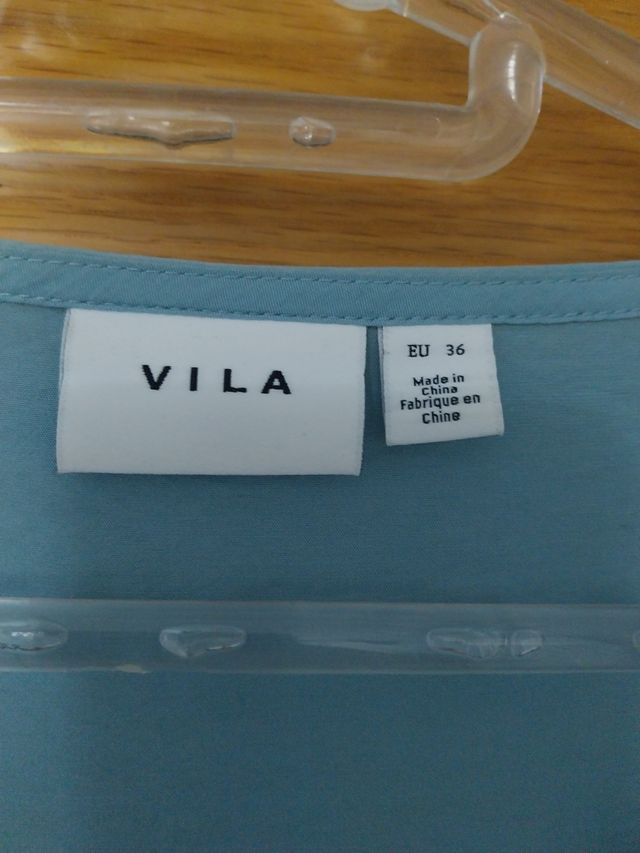 VILA
EU 36
Made in
China
Fabrique en
Chine